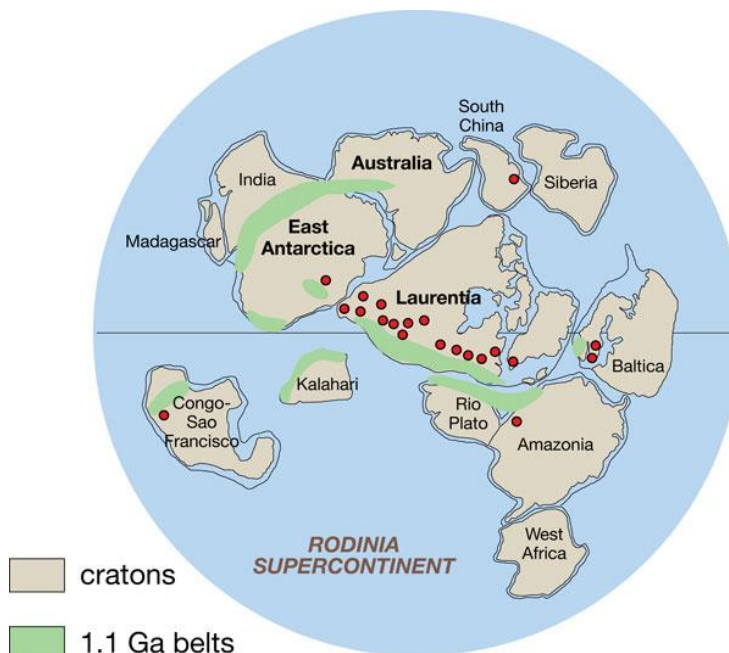 South
China
Australia
India
Siberia
East
Antarctica
Madagascar
Laurentia
Baltica
Kalahari
Congo-
Sao
Francisco
Rio
Plato
Amazonia
West
Africa
RODINIA
SUPERCONTINENT
cratons
1.1 Ga belts